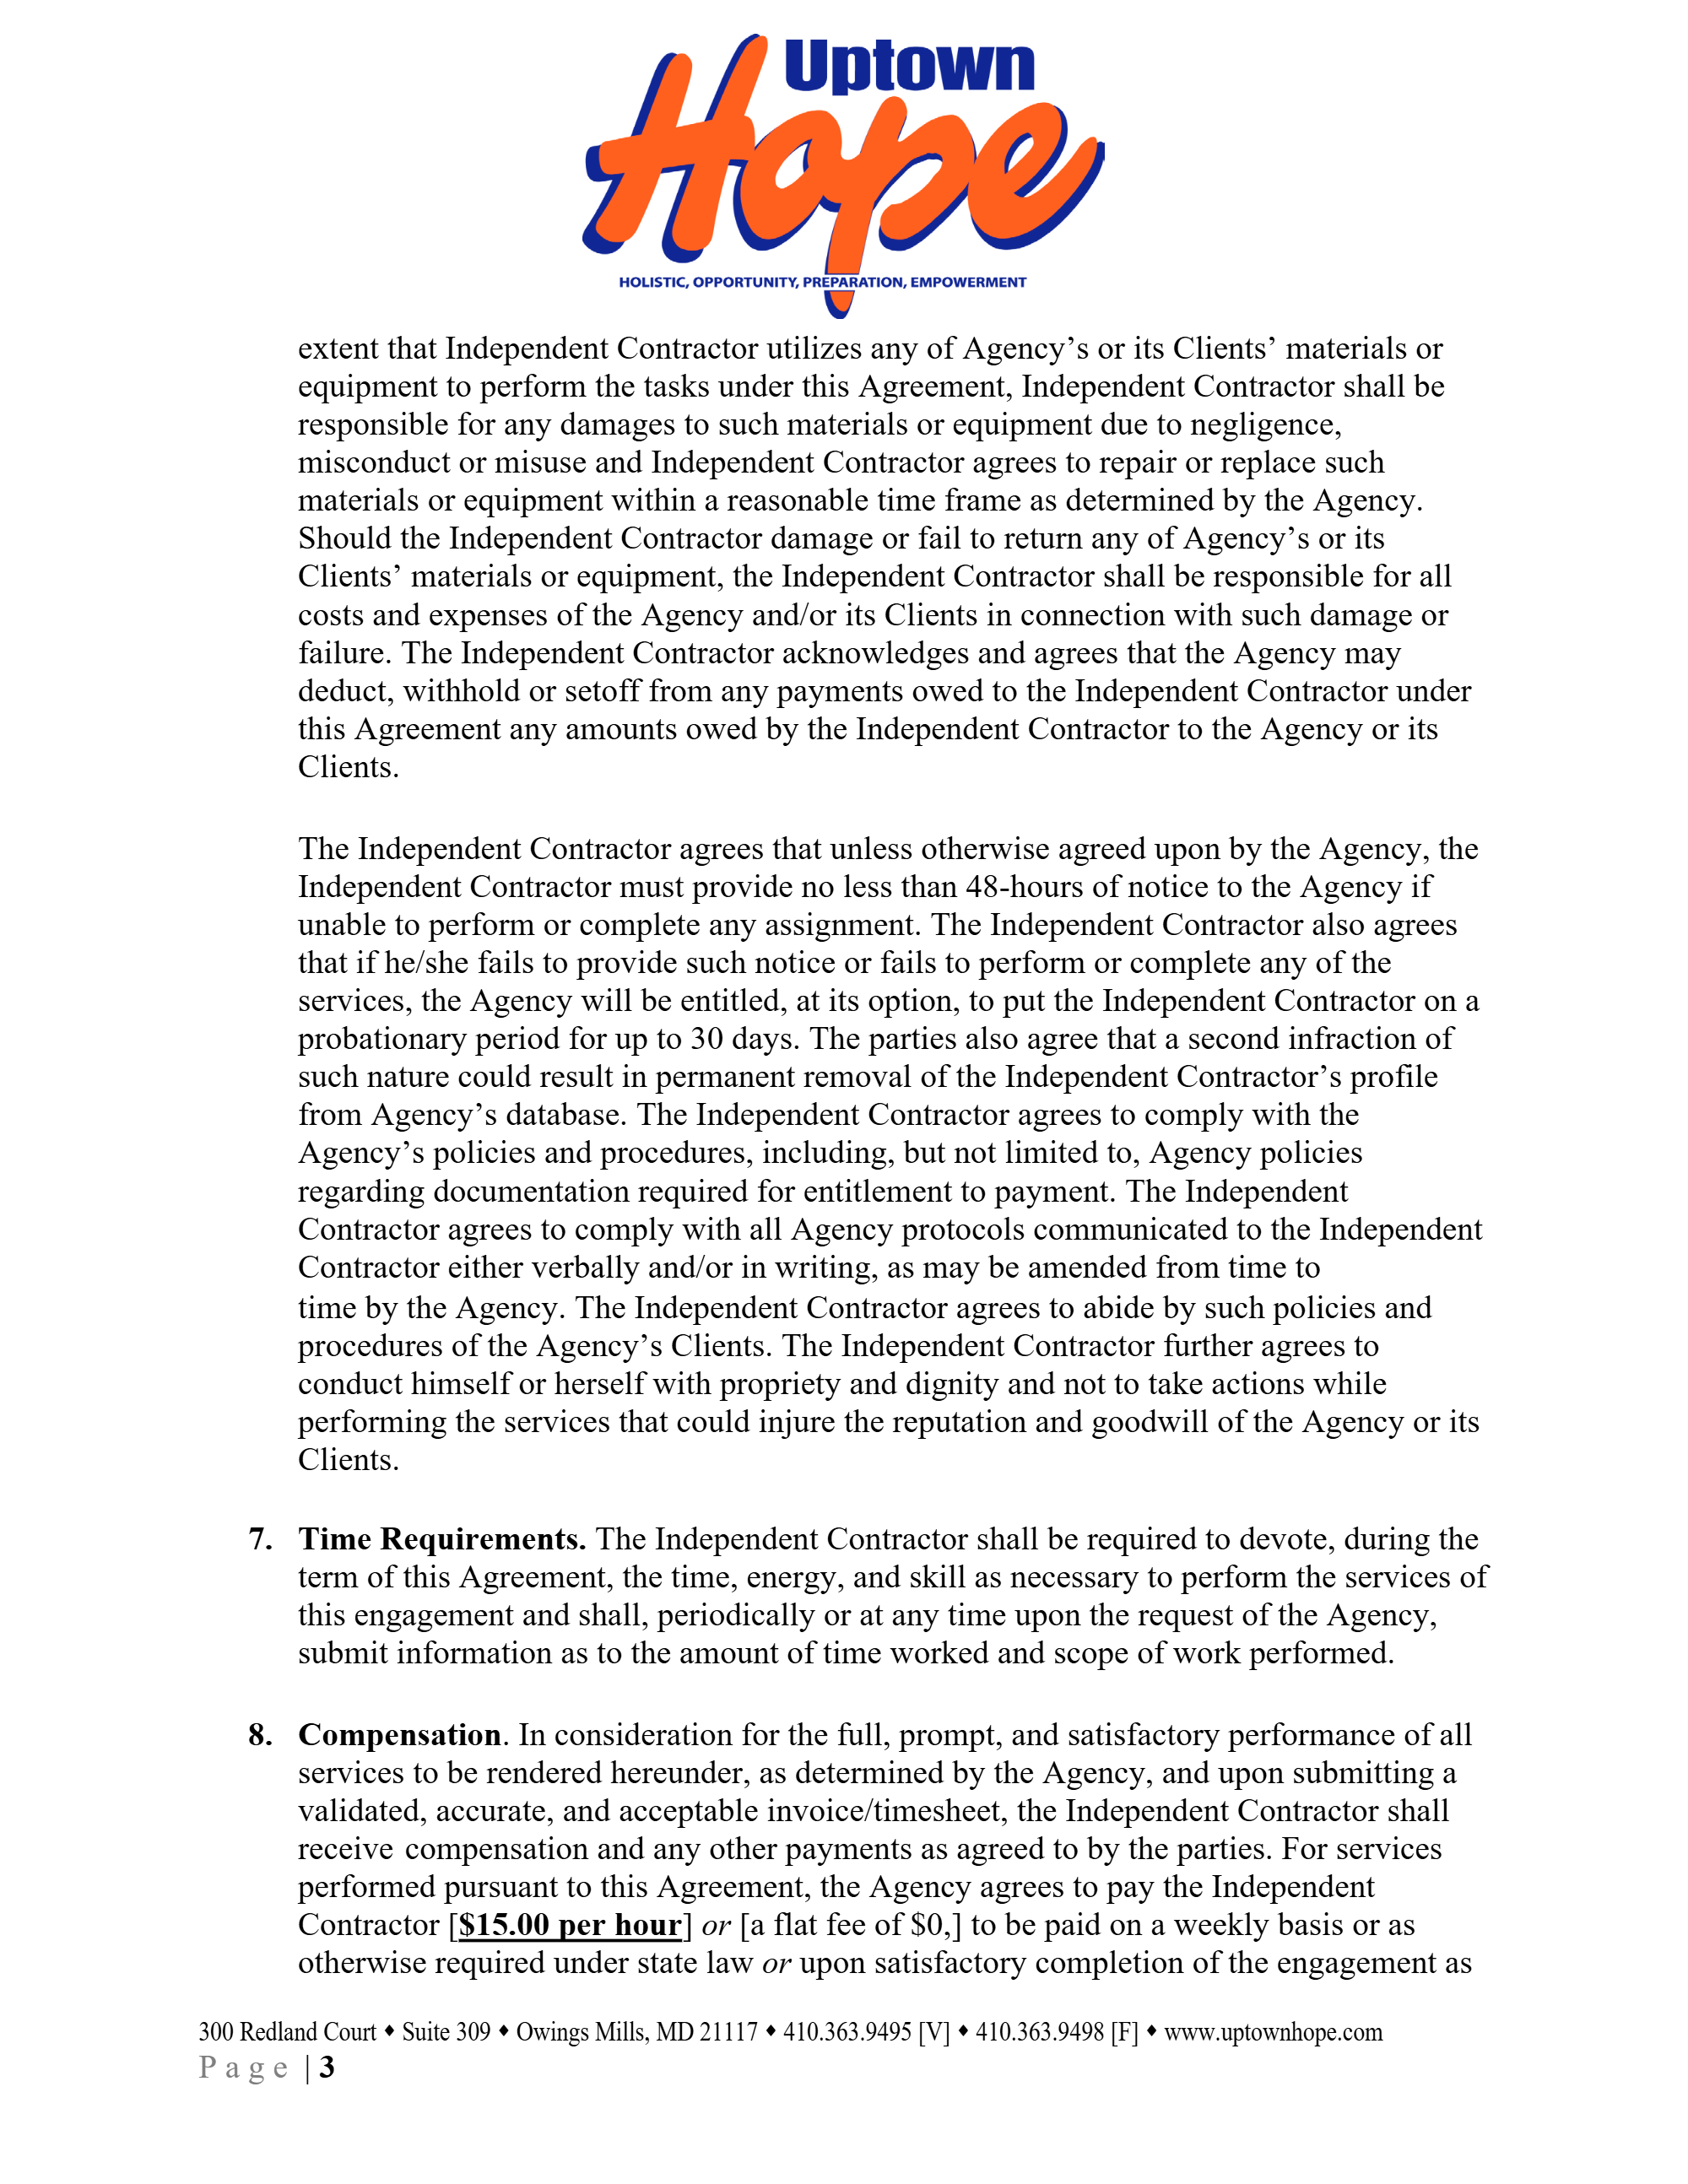 Uptown
Hope
HOLISTIC, OPPORTUNITY, PREPARATION, EMPOWERMENT
extent that Independent Contractor utilizes any of Agency’s or its Clients’ materials or
equipment to perform the tasks under this Agreement, Independent Contractor shall be
responsible for any damages to such materials or equipment due to negligence,
misconduct or misuse and Independent Contractor agrees to repair or replace such
materials or equipment within a reasonable time frame as determined by the Agency.
Should the Independent Contractor damage or fail to return any of Agency’s or its
Clients’ materials or equipment, the Independent Contractor shall be responsible for all
costs and expenses of the Agency and/or its Clients in connection with such damage or
failure. The Independent Contractor acknowledges and agrees that the Agency may
deduct, withhold or setoff from any payments owed to the Independent Contractor under
this Agreement any amounts owed by the Independent Contractor to the Agency or its
Clients.
The Independent Contractor agrees that unless otherwise agreed upon by the Agency, the
Independent Contractor must provide no less than 48-hours of notice to the Agency if
unable to perform or complete any assignment. The Independent Contractor also agrees
that if he/she fails to provide such notice or fails to perform or complete any of the
services, the Agency will be entitled, at its option, to put the Independent Contractor on a
probationary period for up to 30 days. The parties also agree that a second infraction of
such nature could result in permanent removal of the Independent Contractor’s profile
from Agency’s database. The Independent Contractor agrees to comply with the
Agency’s policies and procedures, including, but not limited to, Agency policies
regarding documentation required for entitlement to payment. The Independent
Contractor agrees to comply with all Agency protocols communicated to the Independent
Contractor either verbally and/or in writing, as may be amended from time to
time by the Agency. The Independent Contractor agrees to abide by such policies and
procedures of the Agency’s Clients. The Independent Contractor further agrees to
conduct himself or herself with propriety and dignity and not to take actions while
performing the services that could injure the reputation and goodwill of the Agency or its
Clients.
7. Time Requirements. The Independent Contractor shall be required to devote, during the
term of this Agreement, the time, energy, and skill as necessary to perform the services of
this engagement and shall, periodically or at any time upon the request of the Agency,
submit information as to the amount of time worked and scope of work performed.
8. Compensation. In consideration for the full, prompt, and satisfactory performance of all
services to be rendered hereunder, as determined by the Agency, and upon submitting a
validated, accurate, and acceptable invoice/timesheet, the Independent Contractor shall
receive compensation and any other payments as agreed to by the parties. For services
performed pursuant to this Agreement, the Agency agrees to pay the Independent
Contractor [$15.00 per hour] or [a flat fee of $0,] to be paid on a weekly basis or as
otherwise required under state law or upon satisfactory completion of the engagement as
300 Redland Court ♦ Suite 309 ♦ Owings Mills, MD 21117 ♦ 410.363.9495 [V] ♦ 410.363.9498 [F] ♦ www.uptownhope.com
P a g e | 3